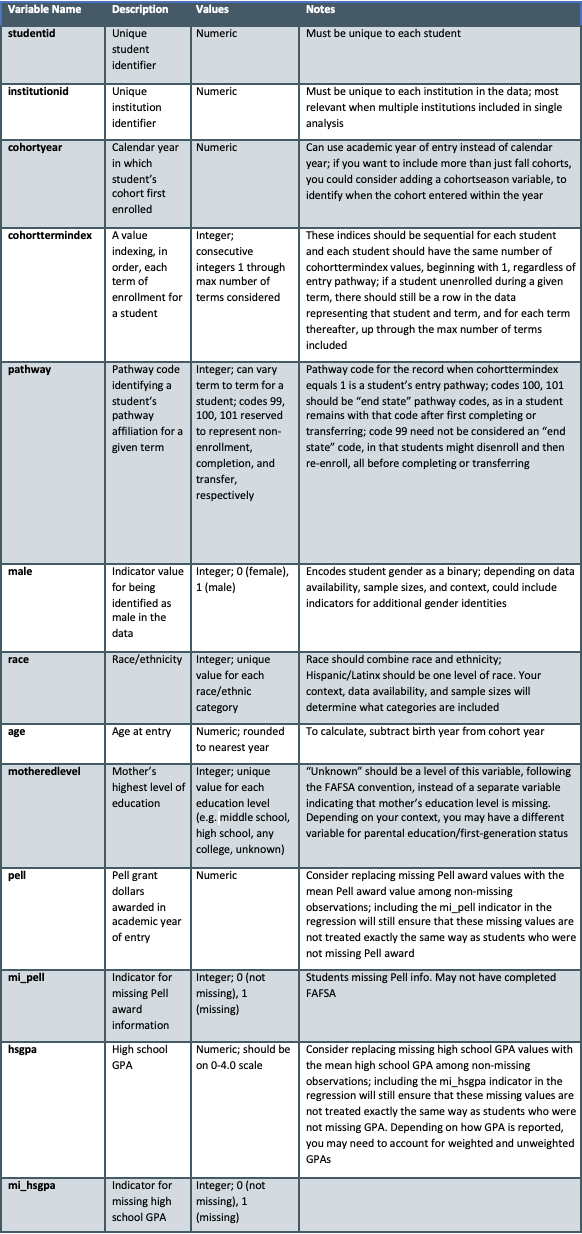 Variable Name Description Values Notes
studentid Unique Numeric Must be unique to each student
student
identifier
institutionid Unique Numeric Must be unique to each institution in the data; most
institution relevant when multiple institutions included in single
identifier analysis
cohortyear Calendar year Numeric Can use academic year of entry instead of calendar
in which year; if you want to include more than just fall cohorts,
student's you could consider adding a cohortseason variable, to
cohort first identify when the cohort entered within the year
enrolled
cohorttermindex A value Integer; These indices should be sequential for each student
indexing, in consecutive and each student should have the same number of
order, each integers 1 through cohorttermindex values, beginning with 1, regardless of
term of max number of entry pathway; if a student unenrolled during a given
enrollment for terms considered term, there should still be a row in the data
a student representing that student and term, and for each term
thereafter, up through the max number of terms
included
pathway Pathway code Integer; can vary Pathway code for the record when cohorttermindex
identifying a term to term for a equals 1 is a student's entry pathway; codes 100, 101
student's student; codes 99, should be “end state” pathway codes, as in a student
pathway 100, 101 reserved remains with that code after first completing or
affiliation for a to represent non- transferring; code 99 need not be considered an “end
given term enrollment, state” code, in that students might disenroll and then
completion, and re-enroll, all before completing or transferring
transfer,
respectively
male Indicator value Integer; 0 (female), Encodes student gender as a binary; depending on data
for being 1 (male) availability, sample sizes, and context, could include
identified as indicators for additional gender identities
male in the
data
race Race/ethnicity Integer; unique Race should combine race and ethnicity;
value for each Hispanic/Latinx should be one level of race. Your
race/ethnic context, data availability, and sample sizes will
category determine what categories are included
age Age at entry Numeric; rounded To calculate, subtract birth year from cohort year
to nearest year
motheredlevel Mother's Integer; unique “Unknown” should be a level of this variable, following
highest level of value for each the FAFSA convention, instead of a separate variable
education education level indicating that mother's education level is missing.
(e.g. middle school, Depending on your context, you may have a different
high school, any variable for parental education/first-generation status
college, unknown)
pell Pell grant Numeric Consider replacing missing Pell award values with the
dollars mean Pell award value among non-missing
awarded in observations; including the mi_pell indicator in the
academic year regression will still ensure that these missing values are
of entry not treated exactly the same way as students who were
not missing Pell award
mi_pell Indicator for Integer; 0 (not Students missing Pell info. May not have completed
missing Pell missing), 1 FAFSA
award (missing)
information
hsgpa High school Numeric; should be Consider replacing missing high school GPA values with
GPA on 0-4.0 scale the mean high school GPA among non-missing
observations; including the mi_hsgpa indicator in the
regression will still ensure that these missing values are
not treated exactly the same way as students who were
not missing GPA. Depending on how GPA is reported,
you may need to account for weighted and unweighted
GPAs
mi_hsgpa Indicator for Integer; 0 (not
missing high missing), 1
school GPA (missing)